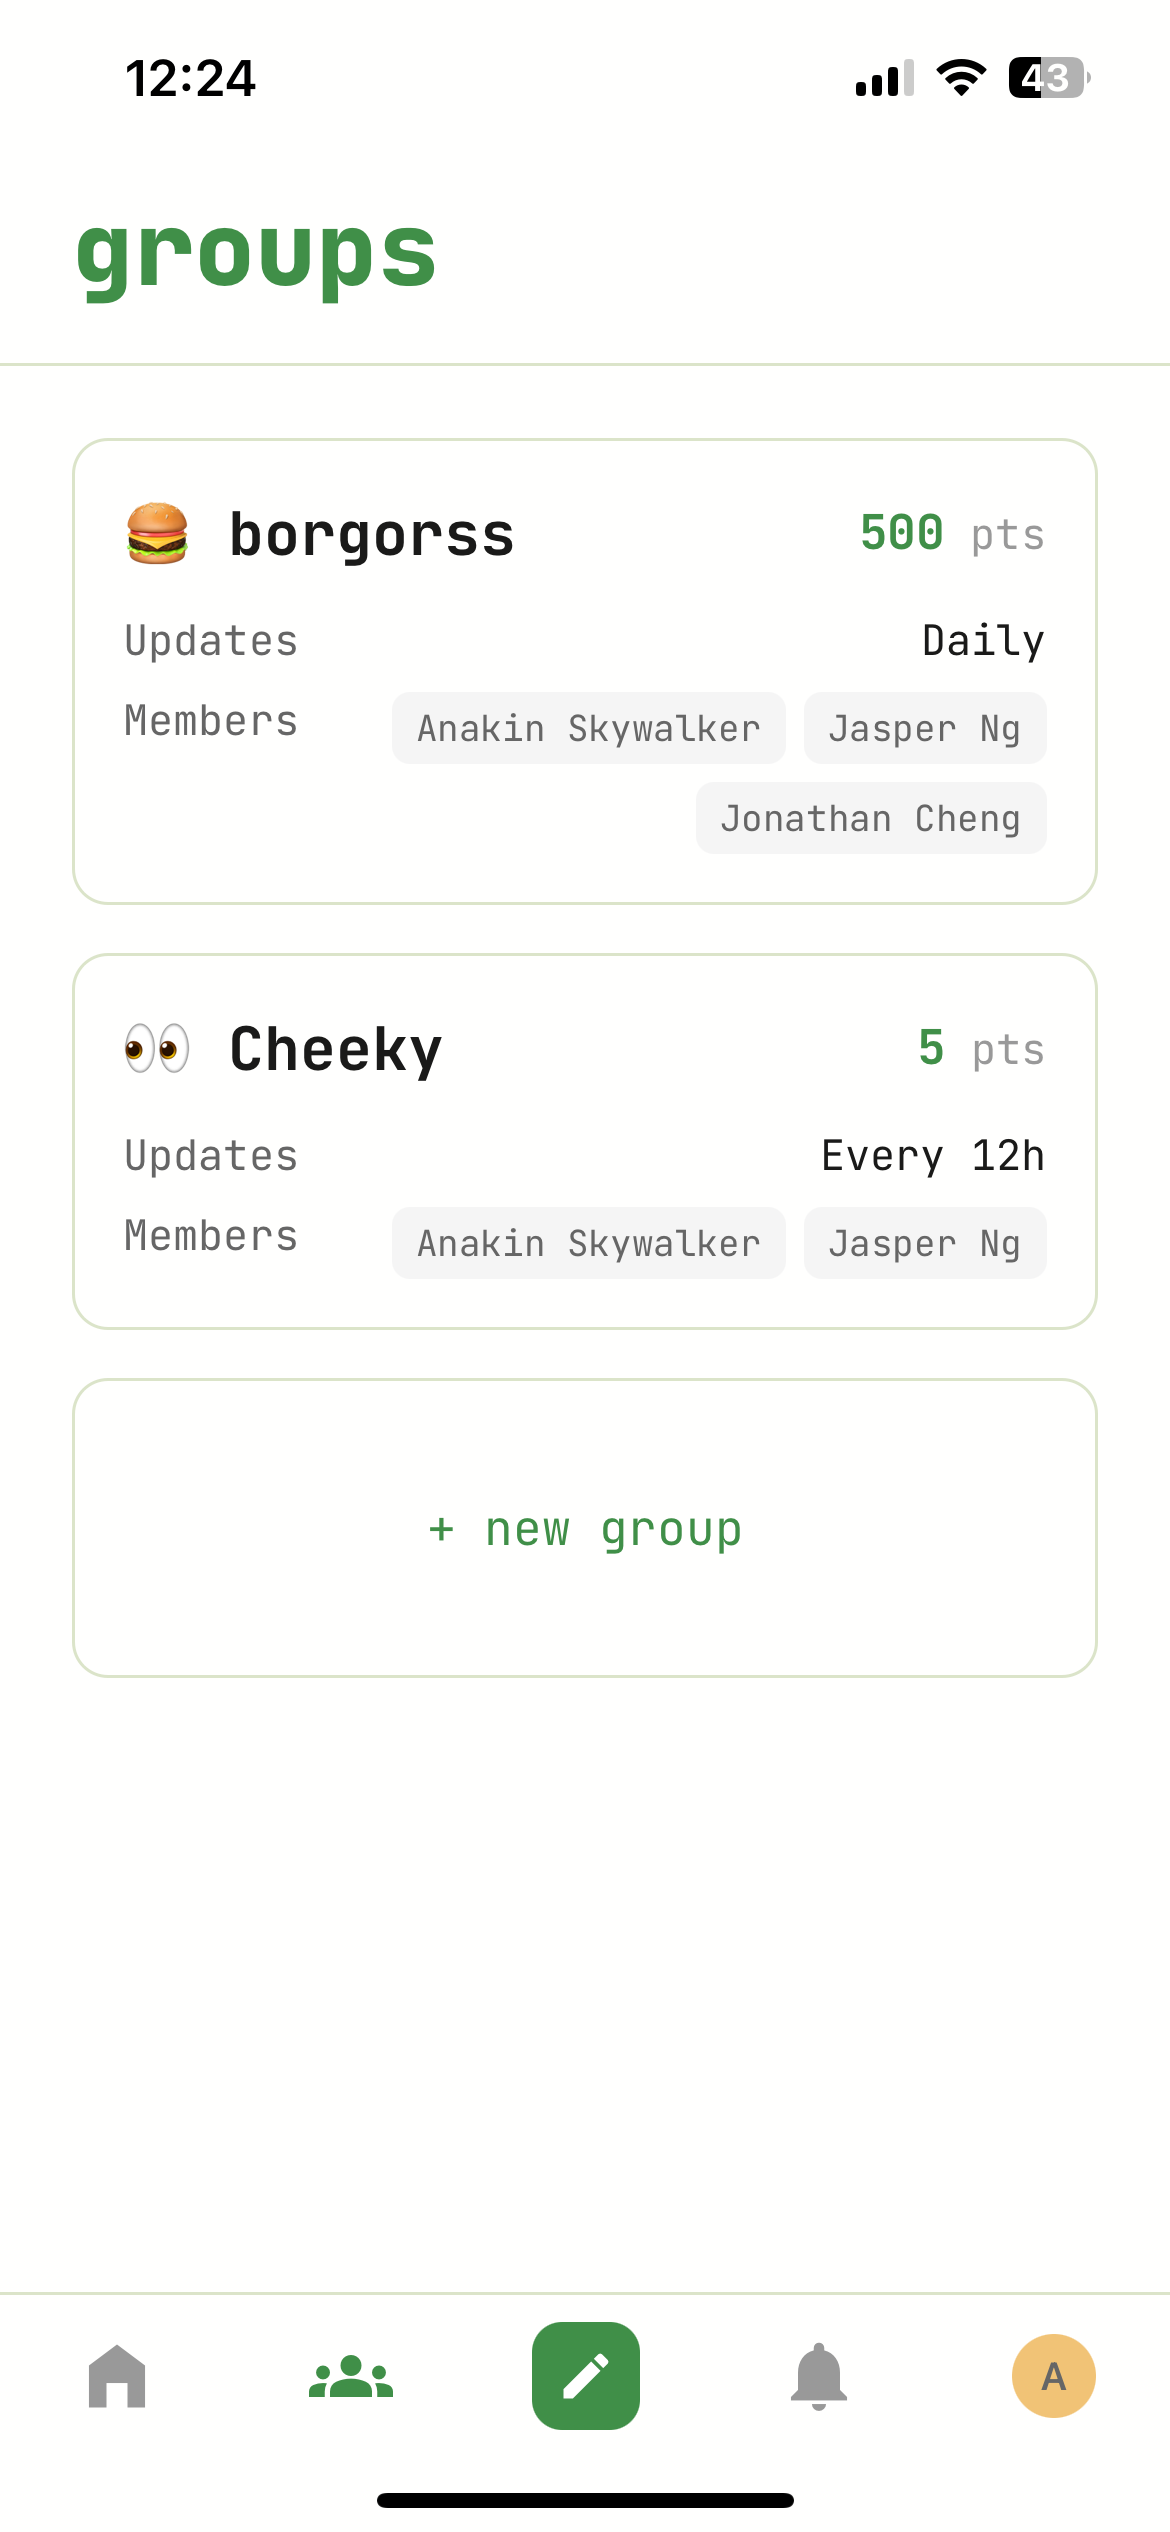 12:24
43
groups
🍔 borgorss 500 pts
Updates Daily
Members Anakin Skywalker Jasper Ng
Jonathan Cheng
👀 Cheeky 5 pts
Updates Every 12h
Members Anakin Skywalker Jasper Ng
+ new group
A